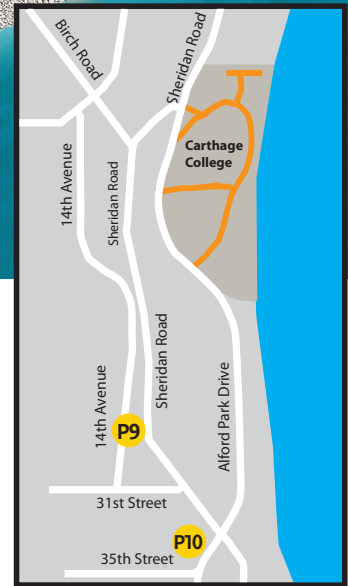 Birch Road
Sheridan Road
Carthage
College
14th Avenue
Sheridan Road
Sheridan Road
14th Avenue
P9
Alford Park Drive
31st Street
P10
35th Street